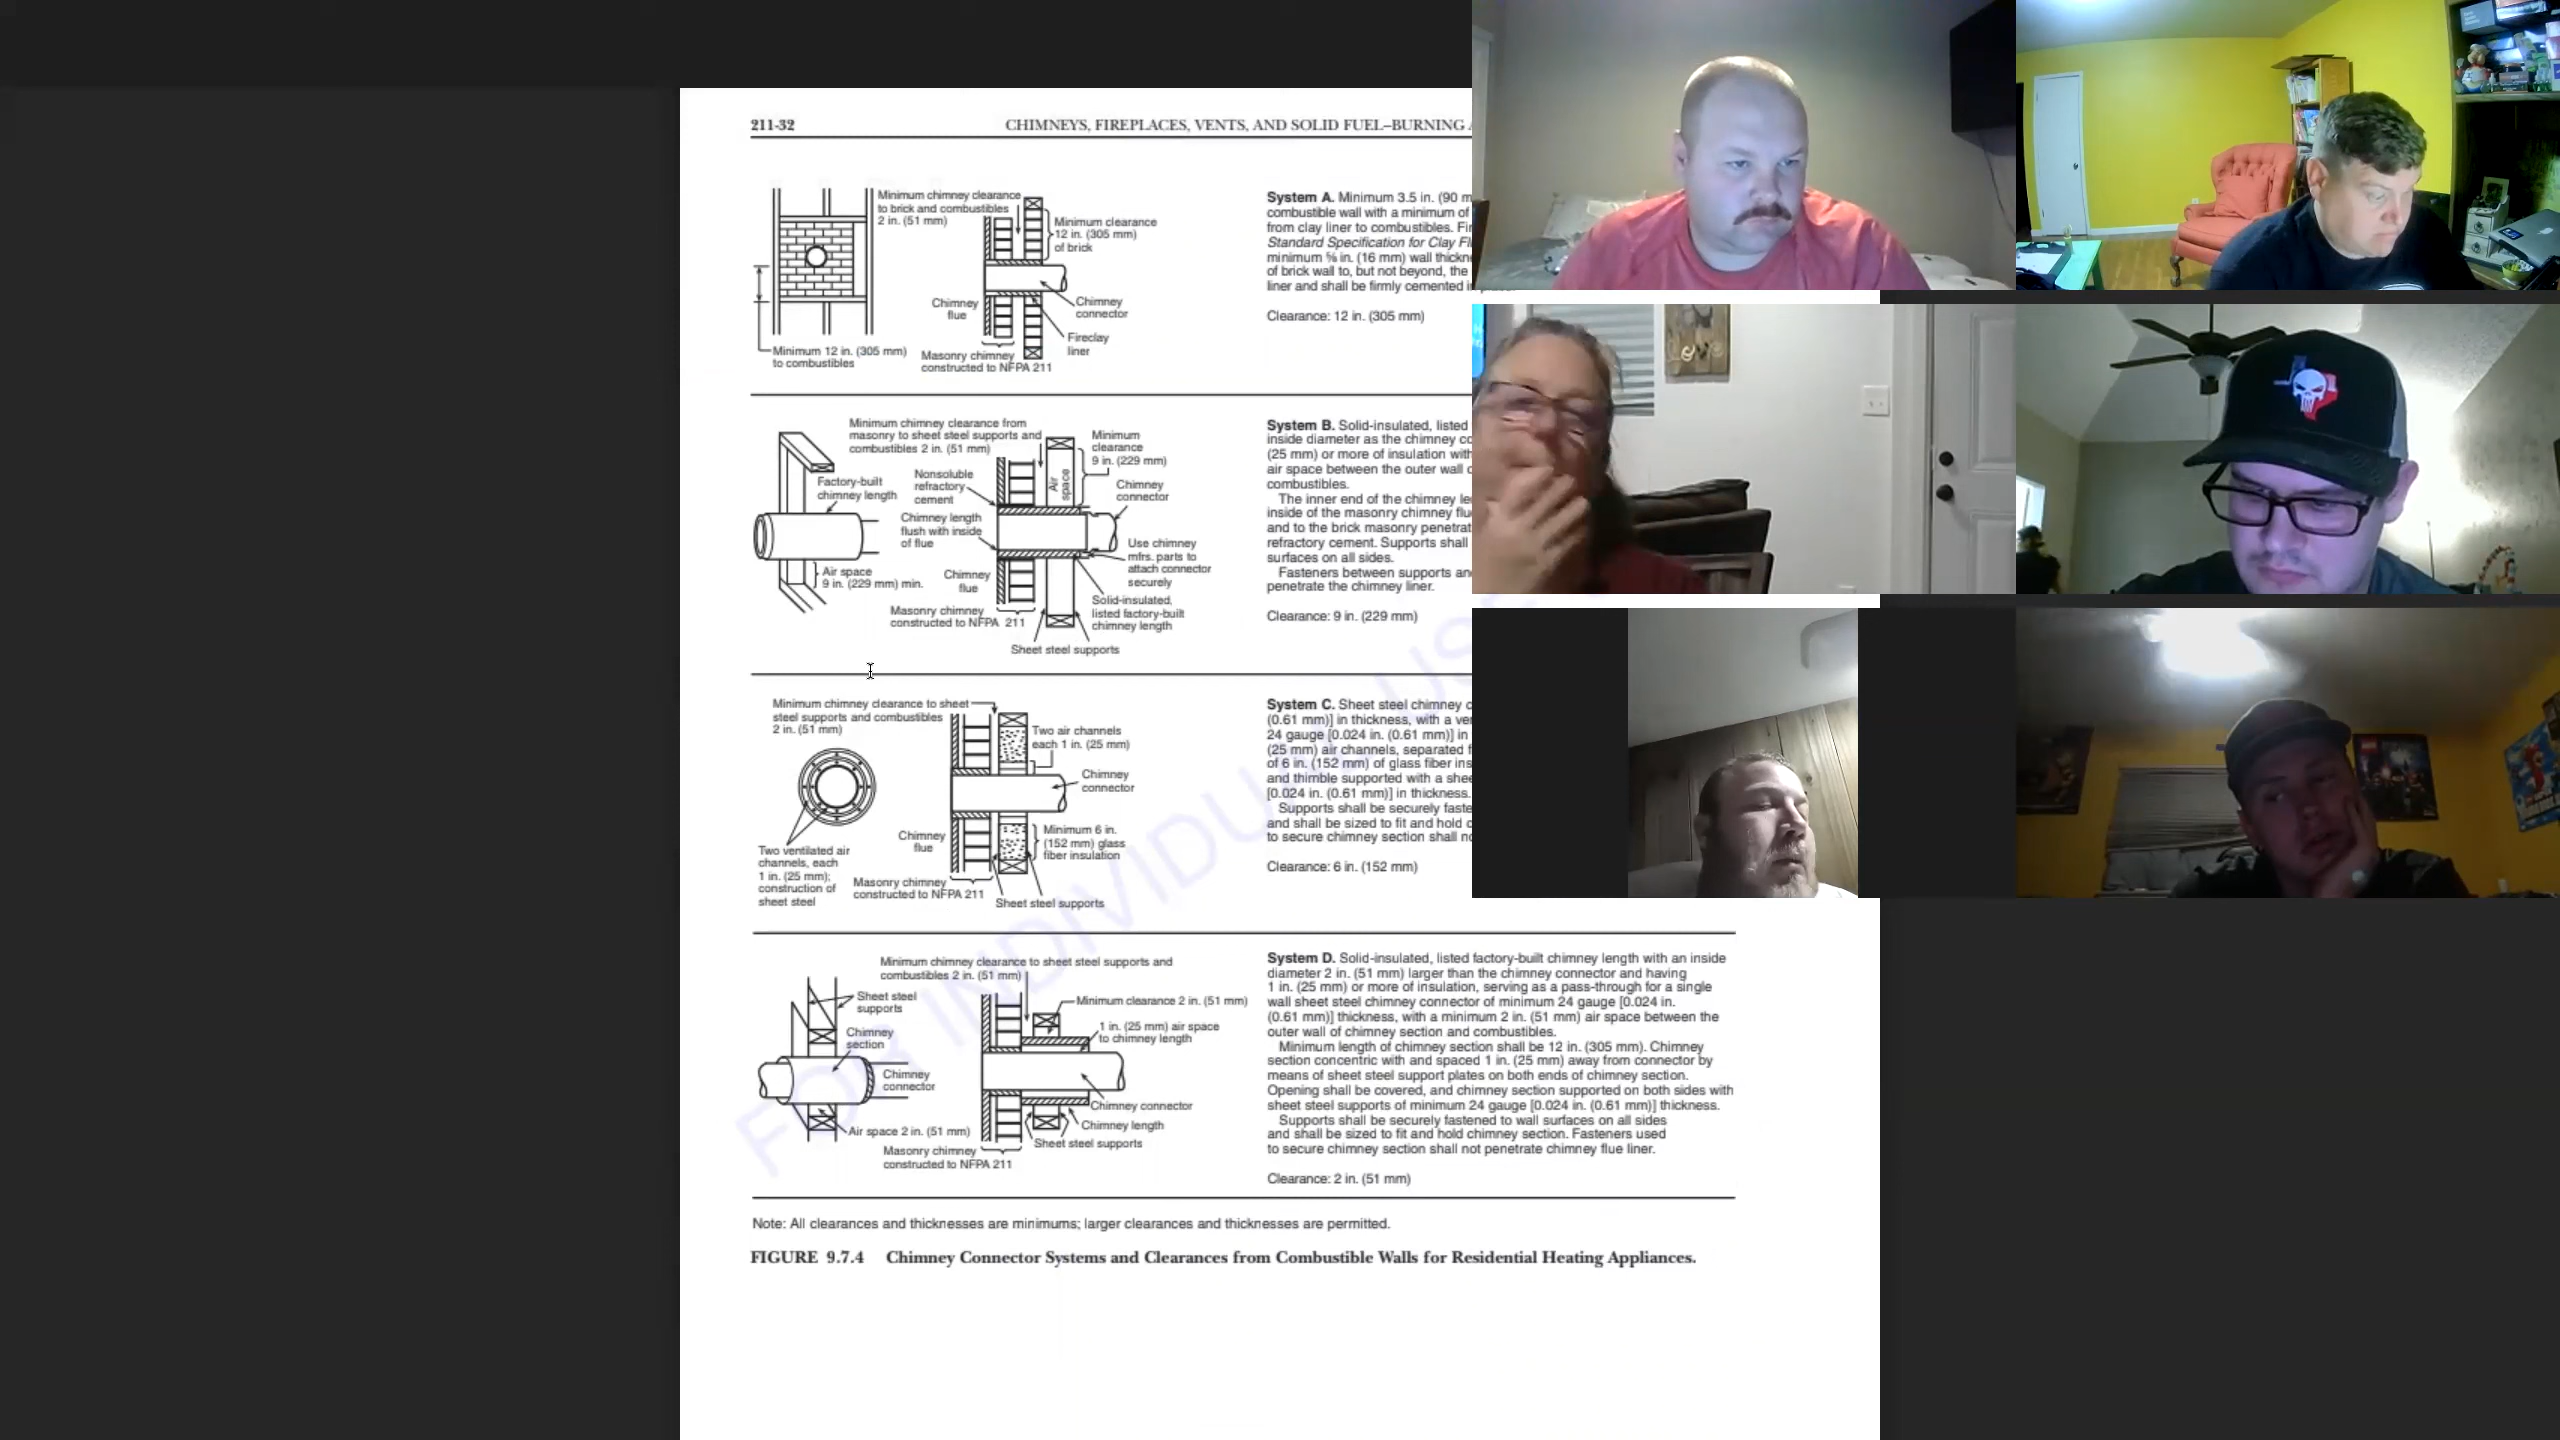 211-32
CHIMNEYS, FIREPLACES, VENTS, AND SOLID FUEL–BURNING
Minimum chimney clearance
to brick and combustibles
2 in. (51 mm)
Minimum clearance
12 in. (305 mm)
of brick
Chimney
flue
Chimney
connector
Fireclay
liner
Minimum 12 in. (305 mm)
to combustibles
Masonry chimney
constructed to NFPA 211
System A. Minimum 3.5 in. (90
combustible wall with a minimum of
from clay liner to combustibles.
Standard Specification for Clay
minimum ⅝ in. (16 mm) wall
of brick wall to, but not beyond, the
liner and shall be firmly cemented
Clearance: 12 in. (305 mm)
Minimum chimney clearance from
masonry to sheet steel supports and
combustibles 2 in. (51 mm)
Minimum
clearance
9 in. (229 mm)
Factory-built
chimney length
Nonsoluble
refractory
cement
Air
space
Chimney
connector
Chimney length
flush with inside
of flue
Use chimney
mfrs. parts to
attach connector
securely
Air space
9 in. (229 mm) min.
Chimney
flue
Masonry chimney
constructed to NFPA 211
Solid-insulated,
listed factory-built
chimney length
Sheet steel supports
System B. Solid-insulated, listed
inside diameter as the chimney
(25 mm) or more of insulation
air space between the outer wall
combustibles.
The inner end of the chimney
inside of the masonry chimney
and to the brick masonry
refractory cement. Supports shall
surfaces on all sides.
Fasteners between supports
penetrate the chimney liner.
Clearance: 9 in. (229 mm)
Minimum chimney clearance to sheet
steel supports and combustibles
2 in. (51 mm)
Two air channels
each 1 in. (25 mm)
Chimney
connector
Chimney
flue
Minimum 6 in.
(152 mm) glass
fiber insulation
Two ventilated air
channels, each
1 in. (25 mm);
construction of
sheet steel
Masonry chimney
constructed to NFPA 211
Sheet steel supports
System C. Sheet steel chimney
(0.61 mm)] in thickness, with a
24 gauge [0.024 in. (0.61 mm)] in
(25 mm) air channels, separated
of 6 in. (152 mm) of glass fiber
and thimble supported with a
[0.024 in. (0.61 mm)] in thickness.
Supports shall be securely
and shall be sized to fit and hold
to secure chimney section shall
Clearance: 6 in. (152 mm)
Minimum chimney clearance to sheet steel supports and
combustibles 2 in. (51 mm)
Sheet steel
supports
Chimney
section
Chimney
connector
Air space 2 in. (51 mm)
Minimum clearance 2 in. (51 mm)
1 in. (25 mm) air space
to chimney length
Chimney connector
Chimney length
Sheet steel supports
Masonry chimney
constructed to NFPA 211
System D. Solid-insulated, listed factory-built chimney length with an inside
diameter 2 in. (51 mm) larger than the chimney connector and having
1 in. (25 mm) or more of insulation, serving as a pass-through for a single
wall sheet steel chimney connector of minimum 24 gauge [0.024 in.
(0.61 mm)] thickness, with a minimum 2 in. (51 mm) air space between the
outer wall of chimney section and combustibles.
Minimum length of chimney section shall be 12 in. (305 mm). Chimney
section concentric with and spaced 1 in. (25 mm) away from connector by
means of sheet steel support plates on both ends of chimney section.
Opening shall be covered, and chimney section supported on both sides with
sheet steel supports of minimum 24 gauge [0.024 in. (0.61 mm)] thickness.
Supports shall be securely fastened to wall surfaces on all sides
and shall be sized to fit and hold chimney section. Fasteners used
to secure chimney section shall not penetrate chimney flue liner.
Clearance: 2 in. (51 mm)
Note: All clearances and thicknesses are minimums; larger clearances and thicknesses are permitted.
FIGURE 9.7.4 Chimney Connector Systems and Clearances from Combustible Walls for Residential Heating Appliances.
FOR INDIVIDUAL USE